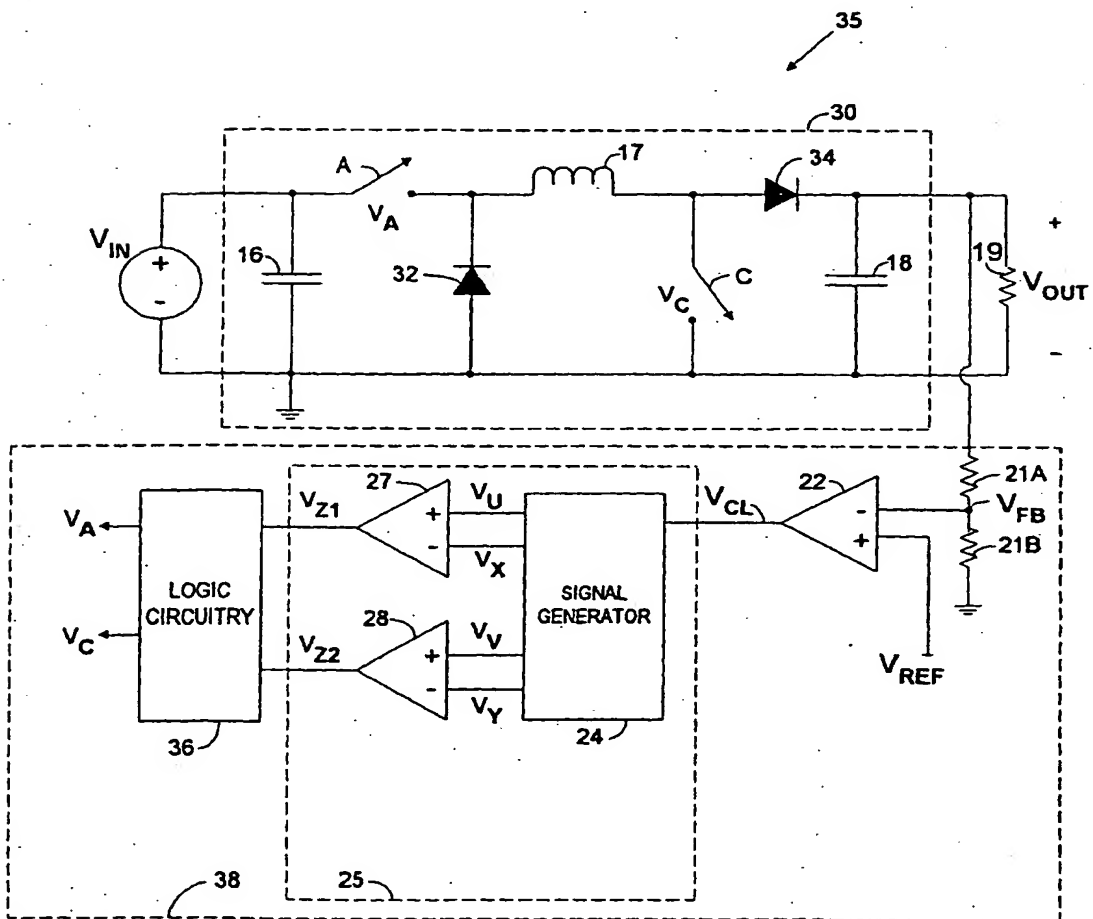 35
30
A
17
34
V_A
V_IN
+
-
16
32
V_C
C
18
19
+
V_OUT
-
21A
V_FB
21B
22
-
+
V_CL
V_REF
27
V_Z1
V_U
+
-
V_X
V_A
V_C
LOGIC
CIRCUITRY
SIGNAL
GENERATOR
28
V_Z2
V_V
+
-
V_Y
36
24
38
25